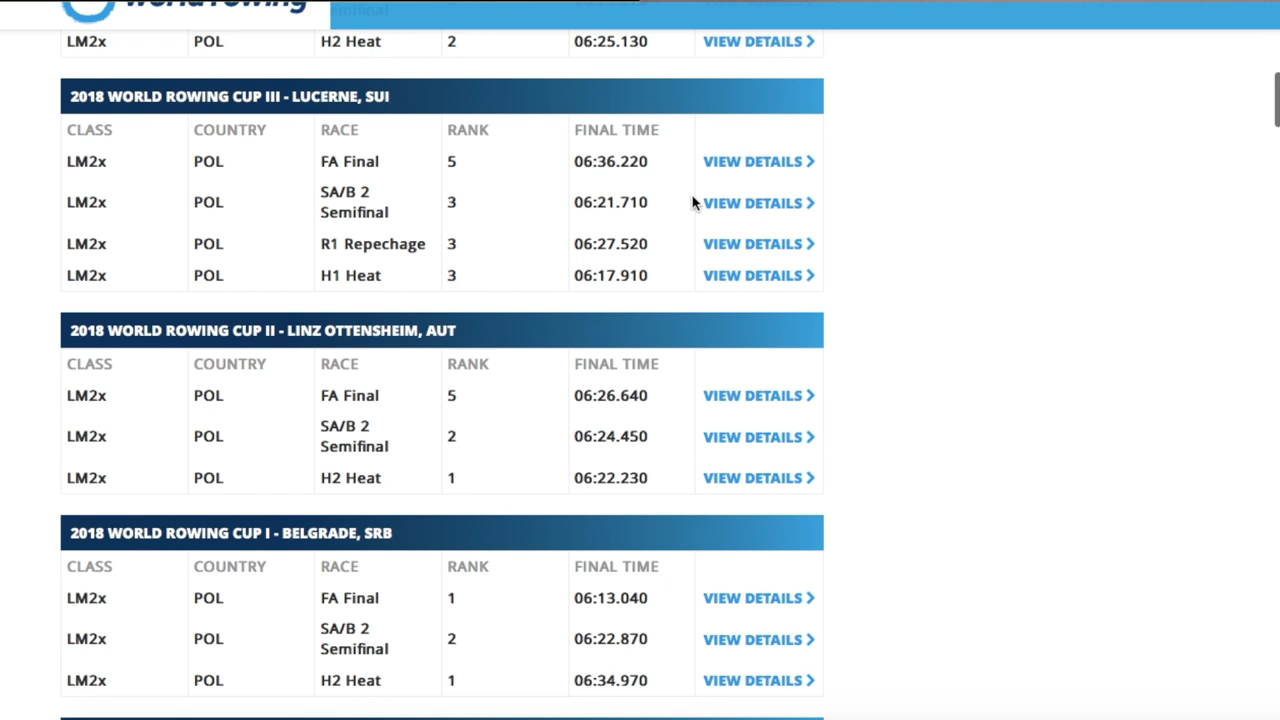 worldrowing
Semifinal
LM2x POL H2 Heat 2 06:25.130 VIEW DETAILS
2018 WORLD ROWING CUP III - LUCERNE, SUI
CLASS COUNTRY RACE RANK FINAL TIME
LM2x POL FA Final 5 06:36.220 VIEW DETAILS
LM2x POL SA/B 2 Semifinal 3 06:21.710 VIEW DETAILS
LM2x POL R1 Repechage 3 06:27.520 VIEW DETAILS
LM2x POL H1 Heat 3 06:17.910 VIEW DETAILS
2018 WORLD ROWING CUP II - LINZ OTTENSHEIM, AUT
CLASS COUNTRY RACE RANK FINAL TIME
LM2x POL FA Final 5 06:26.640 VIEW DETAILS
LM2x POL SA/B 2 Semifinal 2 06:24.450 VIEW DETAILS
LM2x POL H2 Heat 1 06:22.230 VIEW DETAILS
2018 WORLD ROWING CUP I - BELGRADE, SRB
CLASS COUNTRY RACE RANK FINAL TIME
LM2x POL FA Final 1 06:13.040 VIEW DETAILS
LM2x POL SA/B 2 Semifinal 2 06:22.870 VIEW DETAILS
LM2x POL H2 Heat 1 06:34.970 VIEW DETAILS